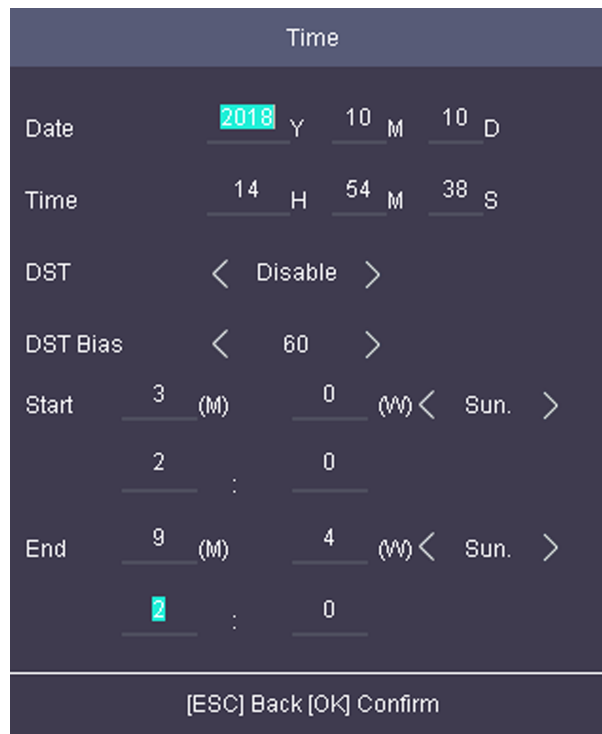 Time
Date 2018 Y 10 M 10 D
Time 14 H 54 M 38 S
DST < Disable >
DST Bias < 60 >
Start 3 (M) 0 (W) < Sun. >
2 : 0
End 9 (M) 4 (W) < Sun. >
2 : 0
[ESC] Back [OK] Confirm